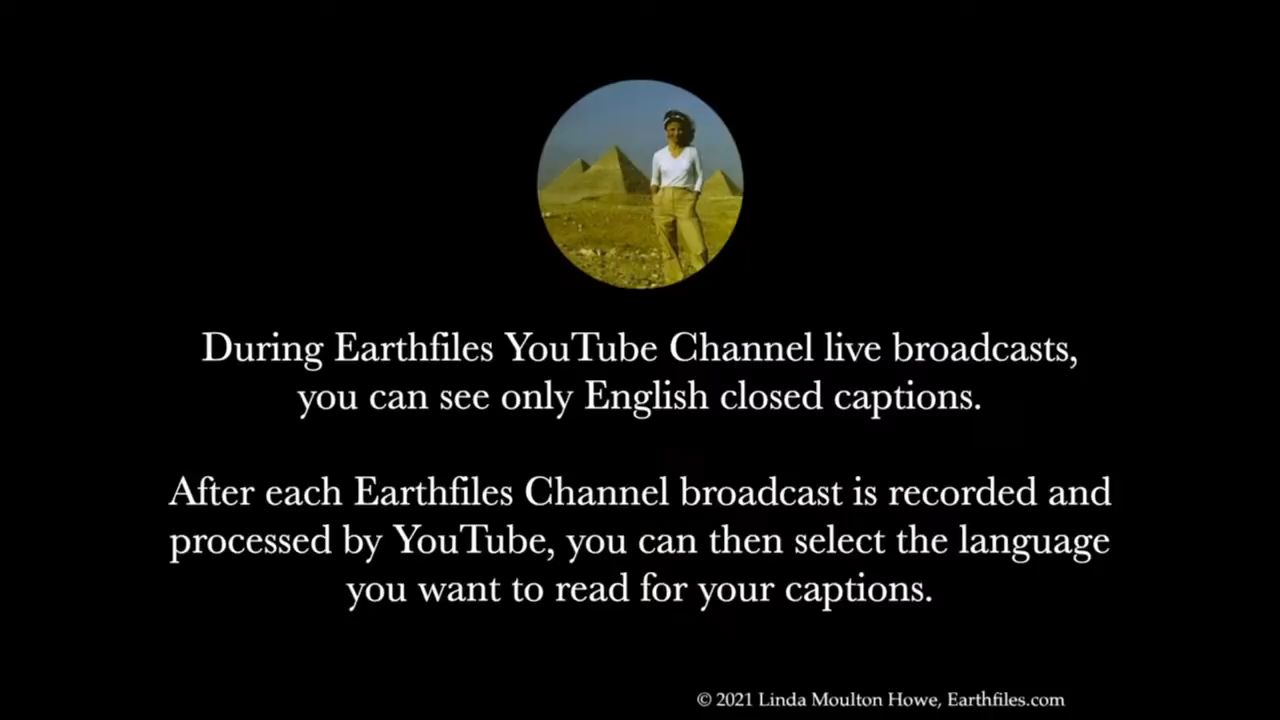 During Earthfiles YouTube Channel live broadcasts,
you can see only English closed captions.
After each Earthfiles Channel broadcast is recorded and
processed by YouTube, you can then select the language
you want to read for your captions.
© 2021 Linda Moulton Howe, Earthfiles.com